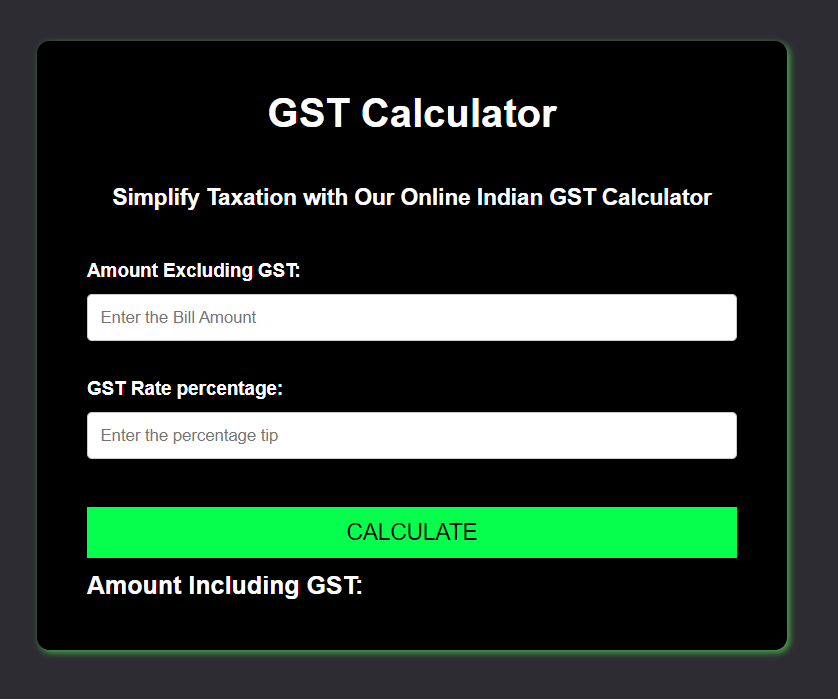 GST Calculator
Simplify Taxation with Our Online Indian GST Calculator
Amount Excluding GST:
Enter the Bill Amount
GST Rate percentage:
Enter the percentage tip
CALCULATE
Amount Including GST: